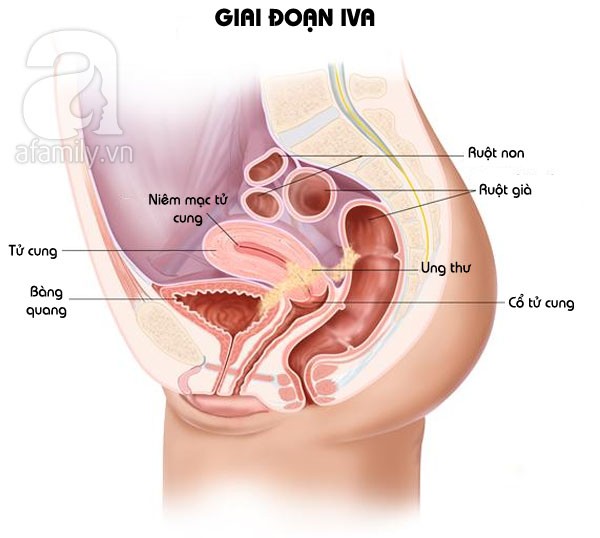 GIAI ĐOẠN IVA
a
afamily.vn
Ruột non
Ruột già
Niêm mạc tử
cung
Tử cung
Ung thư
Bàng
quang
Cổ tử cung